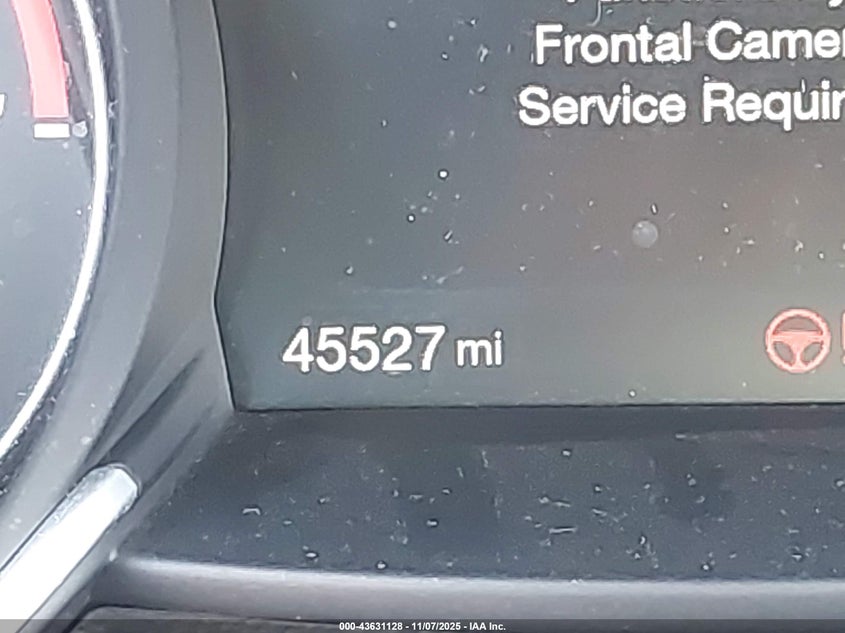 Frontal Camer
Service Requir
45527 mi
000-43631128 - 11/07/2025 - IAA Inc.